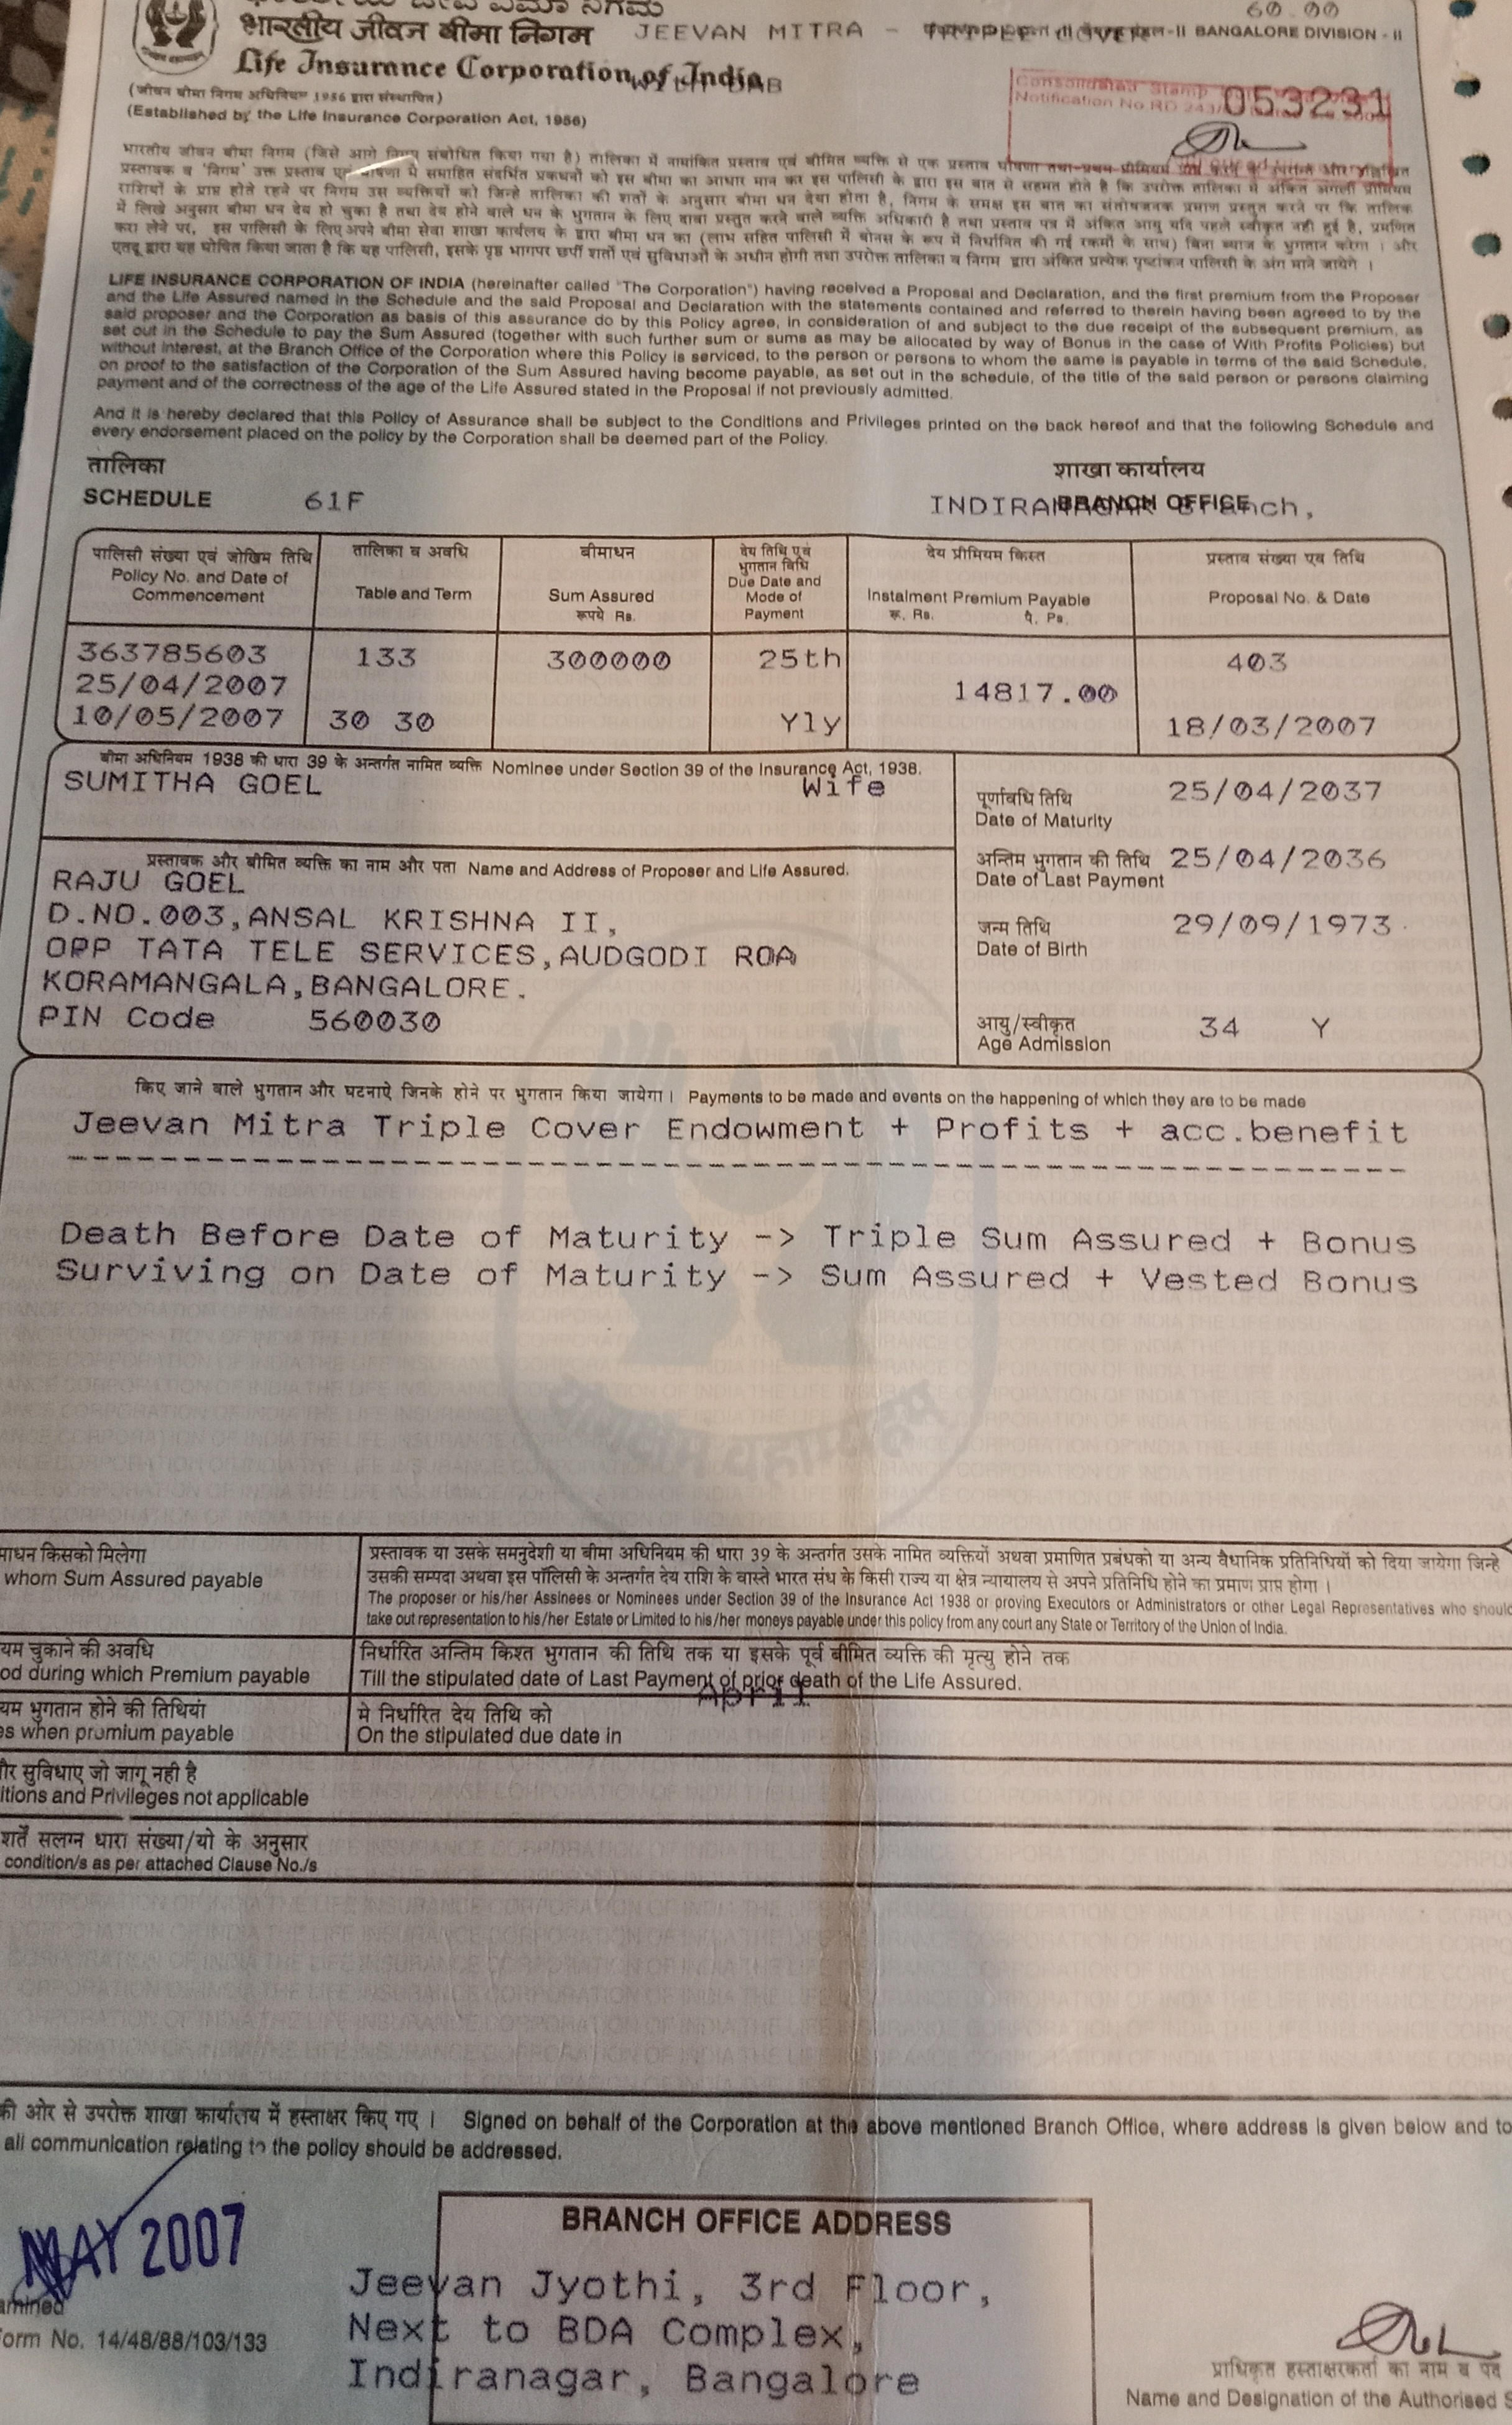 60.00
भारतीय जीवन बीमा निगम JEEVAN MITRA - BANGALORE DIVISION - II
Life Insurance Corporation of India
(जीवन बीमा निगम अधिनियम 1956 द्वारा संस्थापित)
(Established by the Life Insurance Corporation Act, 1956)
Consolidated Stamp
Notification No RD 243/
053231
भारतीय जीवन बीमा निगम (जिसे आगे निगम संबोधित किया गया है) तालिका में नामांकित प्रस्ताव एवं बीमित व्यक्ति से एक प्रस्ताव घोषणा तथा प्रथम प्रीमियम
प्रस्तावक व 'निगम' उक्त प्रस्ताव एवं घोषणा में समाहित संदर्भित प्रकथनों को इस बीमा का आधार मान कर इस पालिसी के द्वारा इस बात से सहमत होते है कि उपरोक्त तालिका में अंकित अगली प्रीमियम
राशियों के प्राप्त होते रहने पर निगम उस व्यक्तियों को जिन्हे तालिका की शर्तो के अनुसार बीमा धन देया होता है, निगम के समक्ष इस बात का संतोषजनक प्रमाण प्रस्तुत करने पर कि तालिक
में लिखे अनुसार बीमा धन देय हो चुका है तथा देय होने वाले धन के भुगतान के लिए दावा प्रस्तुत करने वाले व्यक्ति अधिकारी है तथा प्रस्ताव पत्र में अंकित आयु यदि पहले स्वीकृत नही हुई है, प्रमणित
करा लेने पर, इस पालिसी के लिए अपने बीमा सेवा शाखा कार्यलय के द्वारा बीमा धन का (लाभ सहित पालिसी में बोनस के रूप में निर्धारित की गई रकमों के साथ) बिना ब्याज के भुगतान करेगा । और
एतद् द्वारा यह घोषित किया जाता है कि यह पालिसी, इसके पृष्ठ भागपर छपीं शर्तो एवं सुविधाओं के अधीन होगी तथा उपरोक्त तालिका व निगम द्वारा अंकित प्रत्येक पृष्टांकन पालिसी के अंग माने जायेगे ।
LIFE INSURANCE CORPORATION OF INDIA (hereinafter called "The Corporation") having received a Proposal and Declaration, and the first premium from the Proposer
and the Life Assured named in the Schedule and the said Proposal and Declaration with the statements contained and referred to therein having been agreed to by the
said proposer and the Corporation as basis of this assurance do by this Policy agree, in consideration of and subject to the due receipt of the subsequent premium, as
set out in the Schedule to pay the Sum Assured (together with such further sum or sums as may be allocated by way of Bonus in the case of With Profits Policies) but
without interest, at the Branch Office of the Corporation where this Policy is serviced, to the person or persons to whom the same is payable in terms of the said Schedule,
on proof to the satisfaction of the Corporation of the Sum Assured having become payable, as set out in the schedule, of the title of the said person or persons claiming
payment and of the correctness of the age of the Life Assured stated in the Proposal if not previously admitted.
And it is hereby declared that this Policy of Assurance shall be subject to the Conditions and Privileges printed on the back hereof and that the following Schedule and
every endorsement placed on the policy by the Corporation shall be deemed part of the Policy.
तालिका शाखा कार्यालय
SCHEDULE 61F BRANCH OFFICE Branch,
पालिसी संख्या एवं जोखिम तिथि तालिका व अवधि बीमाधन देय तिथि एवं भुगतान विधि देय प्रीमियम किस्त प्रस्ताव संख्या एव तिथि
Policy No. and Date of Commencement Table and Term Sum Assured रूपये Rs. Due Date and Mode of Payment Instalment Premium Payable रू. Rs. पै. Ps. Proposal No. & Date
363785603 133 300000 25th 403
25/04/2007 14817.00
10/05/2007 30 30 Yly 18/03/2007
बीमा अधिनियम 1938 की धारा 39 के अन्तर्गत नामित व्यक्ति Nominee under Section 39 of the Insurance Act, 1938.
SUMITHA GOEL Wife
पूर्णावधि तिथि 25/04/2037
Date of Maturity
प्रस्तावक और बीमित व्यक्ति का नाम और पता Name and Address of Proposer and Life Assured.
अन्तिम भुगतान की तिथि 25/04/2036
Date of Last Payment
RAJU GOEL
D.NO.003,ANSAL KRISHNA II,
OPP TATA TELE SERVICES,AUDGODI ROA
KORAMANGALA,BANGALORE.
PIN Code 560030
जन्म तिथि 29/09/1973
Date of Birth
आयु/स्वीकृत 34 Y
Age Admission
किए जाने वाले भुगतान और घटनाऐ जिनके होने पर भुगतान किया जायेगा । Payments to be made and events on the happening of which they are to be made
Jeevan Mitra Triple Cover Endowment + Profits + acc.benefit
Death Before Date of Maturity -> Triple Sum Assured + Bonus
Surviving on Date of Maturity -> Sum Assured + Vested Bonus
माधन किसको मिलेगा
whom Sum Assured payable
प्रस्तावक या उसके समनुदेशी या बीमा अधिनियम की धारा 39 के अन्तर्गत उसके नामित व्यक्तियों अथवा प्रमाणित प्रबंधको या अन्य वैधानिक प्रतिनिधियों को दिया जायेगा जिन्हे
उसकी सम्पदा अथवा इस पॉलिसी के अन्तर्गत देय राशि के वास्ते भारत संघ के किसी राज्य या क्षेत्र न्यायालय से अपने प्रतिनिधि होने का प्रमाण प्राप्त होगा ।
The proposer or his/her Assinees or Nominees under Section 39 of the Insurance Act 1938 or proving Executors or Administrators or other Legal Representatives who should
take out representation to his/her Estate or Limited to his/her moneys payable under this policy from any court any State or Territory of the Union of India.
यम चुकाने की अवधि निर्धारित अन्तिम किश्त भुगतान की तिथि तक या इसके पूर्व बीमित व्यक्ति की मृत्यु होने तक
od during which Premium payable Till the stipulated date of Last Payment of prior death of the Life Assured.
April
यम भुगतान होने की तिथियां मे निर्धारित देय तिथि को
es when premium payable On the stipulated due date in
ौर सुविधाए जो जागू नही है
itions and Privileges not applicable
शर्ते सलग्न धारा संख्या/यो के अनुसार
condition/s as per attached Clause No./s
की ओर से उपरोक्त शाखा कार्यालय में हस्ताक्षर किए गए । Signed on behalf of the Corporation at the above mentioned Branch Office, where address is given below and to
all communication relating to the policy should be addressed.
MAY 2007
amined
orm No. 14/48/88/103/133
BRANCH OFFICE ADDRESS
Jeevan Jyothi, 3rd Floor,
Next to BDA Complex,
Indiranagar, Bangalore
प्राधिकृत हस्ताक्षरकर्ता का नाम व पद
Name and Designation of the Authorised S